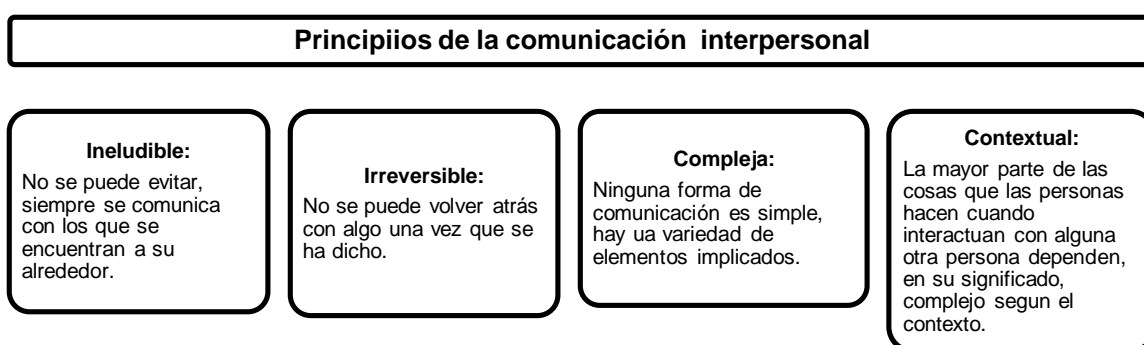 Principiios de la comunicación interpersonal
Ineludible:
No se puede evitar,
siempre se comunica
con los que se
encuentran a su
alrededor.
Irreversible:
No se puede volver atrás
con algo una vez que se
ha dicho.
Compleja:
Ninguna forma de
comunicación es simple,
hay ua variedad de
elementos implicados.
Contextual:
La mayor parte de las
cosas que las personas
hacen cuando
interactuan con alguna
otra persona dependen,
en su significado,
complejo segun el
contexto.